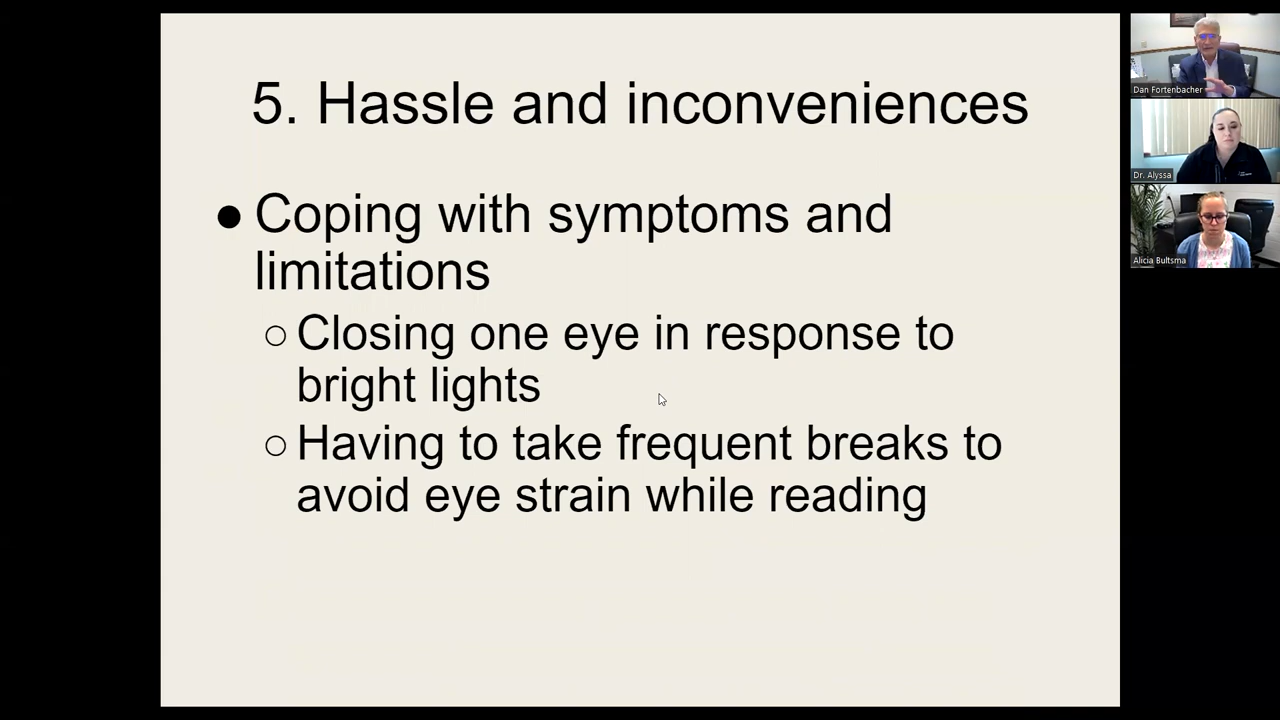 5. Hassle and inconveniences
● Coping with symptoms and
limitations
○ Closing one eye in response to
bright lights
○ Having to take frequent breaks to
avoid eye strain while reading
Dan Fortenbacher
Dr. Alyssa
Alicia Bultsma